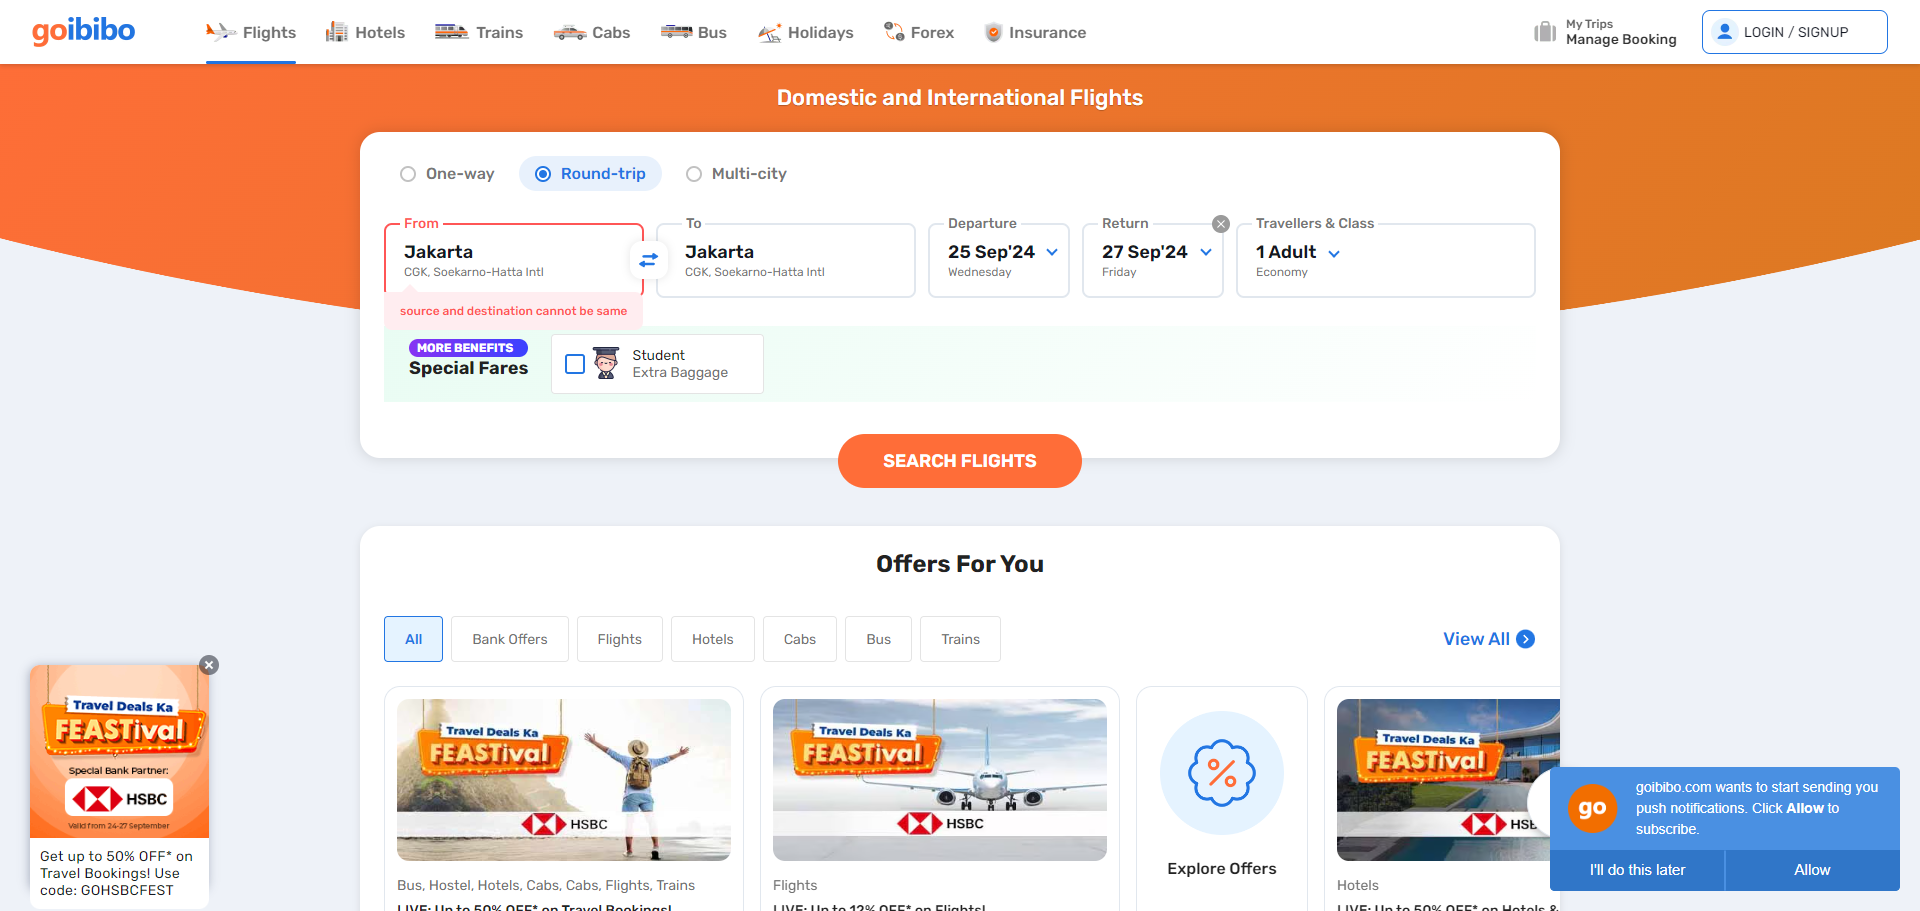 goibibo
Flights
Hotels
Trains
Cabs
Bus
Holidays
Forex
Insurance
My Trips
Manage Booking
LOGIN / SIGNUP
Domestic and International Flights
One-way
Round-trip
Multi-city
From
Jakarta
CGK, Soekarno-Hatta Intl
To
Jakarta
CGK, Soekarno-Hatta Intl
Departure
25 Sep'24
Wednesday
Return
27 Sep'24
Friday
Travellers & Class
1 Adult
Economy
source and destination cannot be same
MORE BENEFITS
Special Fares
Student
Extra Baggage
SEARCH FLIGHTS
Offers For You
All
Bank Offers
Flights
Hotels
Cabs
Bus
Trains
View All
Travel Deals Ka
FEASTival
HSBC
Bus, Hostel, Hotels, Cabs, Cabs, Flights, Trains
LIVE: Up to 50% OFF* on Travel Bookings!
Travel Deals Ka
FEASTival
HSBC
Flights
LIVE: Up to 12% OFF* on Flights!
Explore Offers
Travel Deals Ka
FEASTival
HSB
Hotels
LIVE: Up to 50% OFF* on Hotels &
Travel Deals Ka
FEASTival
Special Bank Partner:
HSBC
Valid from 24-27 September
Get up to 50% OFF* on
Travel Bookings! Use
code: GOHSBCFEST
go
goibibo.com wants to start sending you
push notifications. Click Allow to
subscribe.
I'll do this later
Allow